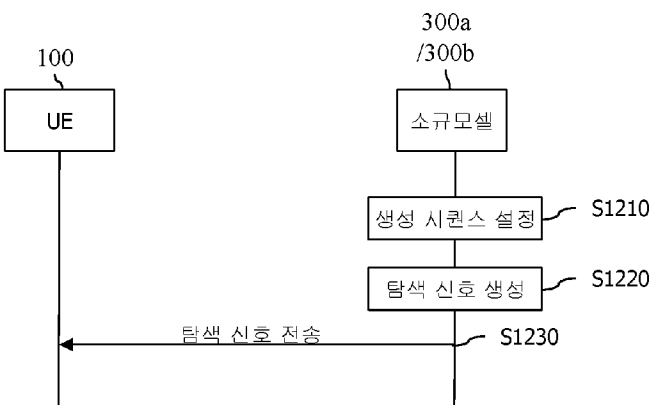 300a
/300b
100
UE
소규모셀
생성 시퀀스 설정
S1210
탐색 신호 생성
S1220
탐색 신호 전송
S1230